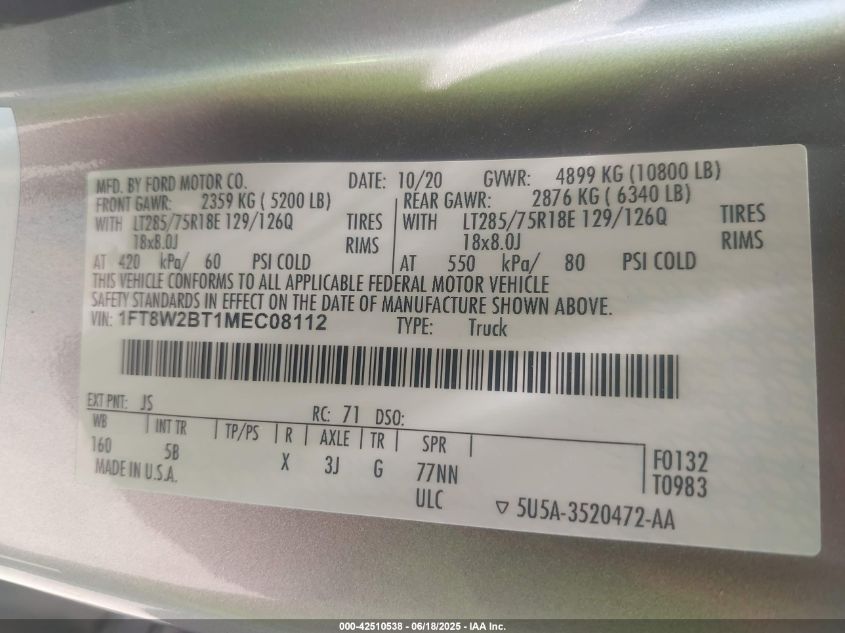 MFD. BY FORD MOTOR CO. DATE: 10/20 GVWR: 4899 KG (10800 LB)
FRONT GAWR: 2359 KG (5200 LB) REAR GAWR: 2876 KG (6340 LB)
WITH LT285/75R18E 129/126Q TIRES WITH LT285/75R18E 129/126Q TIRES
18x8.0J RIMS 18x8.0J RIMS
AT 420 kPa/ 60 PSI COLD AT 550 kPa/ 80 PSI COLD
THIS VEHICLE CONFORMS TO ALL APPLICABLE FEDERAL MOTOR VEHICLE
SAFETY STANDARDS IN EFFECT ON THE DATE OF MANUFACTURE SHOWN ABOVE.
VIN: 1FT8W2BT1MEC08112 TYPE: Truck
EXT PNT: JS RC: 71 DSO:
WB INT TR TP/PS R AXLE TR SPR
160 5B X 3J G 77NN F0132
MADE IN U.S.A. ULC T0983
▽ 5U5A-3520472-AA
000-42510538 - 06/18/2025 - IAA Inc.